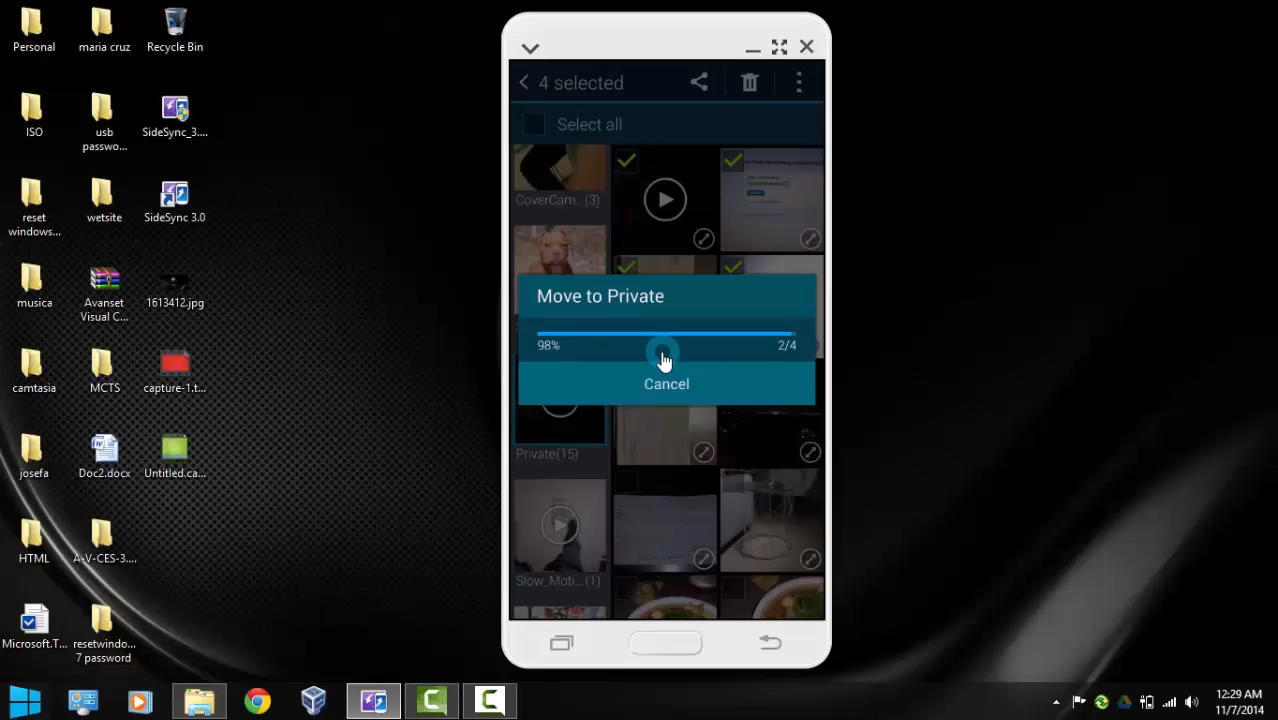 Personal
maria cruz
Recycle Bin
ISO
usb
passwo...
SideSync_3....
reset
windows...
wetsite
SideSync 3.0
musica
Avanset
Visual C...
1613412.jpg
camtasia
MCTS
capture-1.t...
josefa
Doc2.docx
Untitled.ca...
HTML
A-V-CES-3....
Microsoft.T...
resetwindow...
7 password
4 selected
Select all
CoverCam...(3)
Move to Private
98%
2/4
Cancel
Private(15)
Slow_Moti...(1)
12:29 AM
11/7/2014